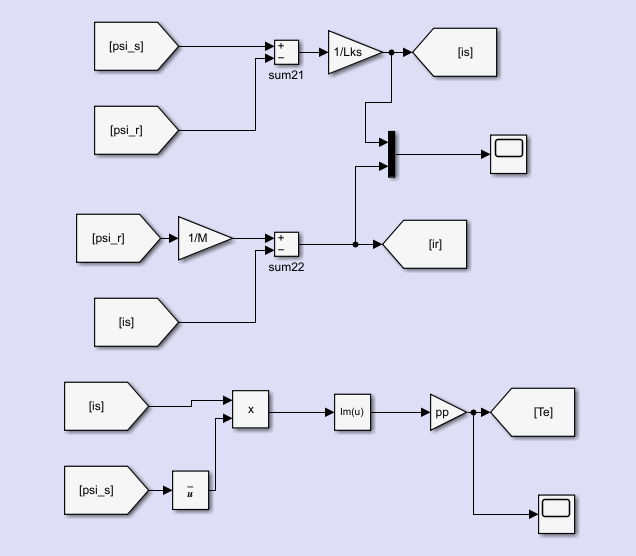 [psi_s]
+
−
sum21
1/Lks
[is]
[psi_r]
[psi_r]
1/M
+
−
sum22
[ir]
[is]
[is]
x
Im(u)
pp
[Te]
[psi_s]
u̅